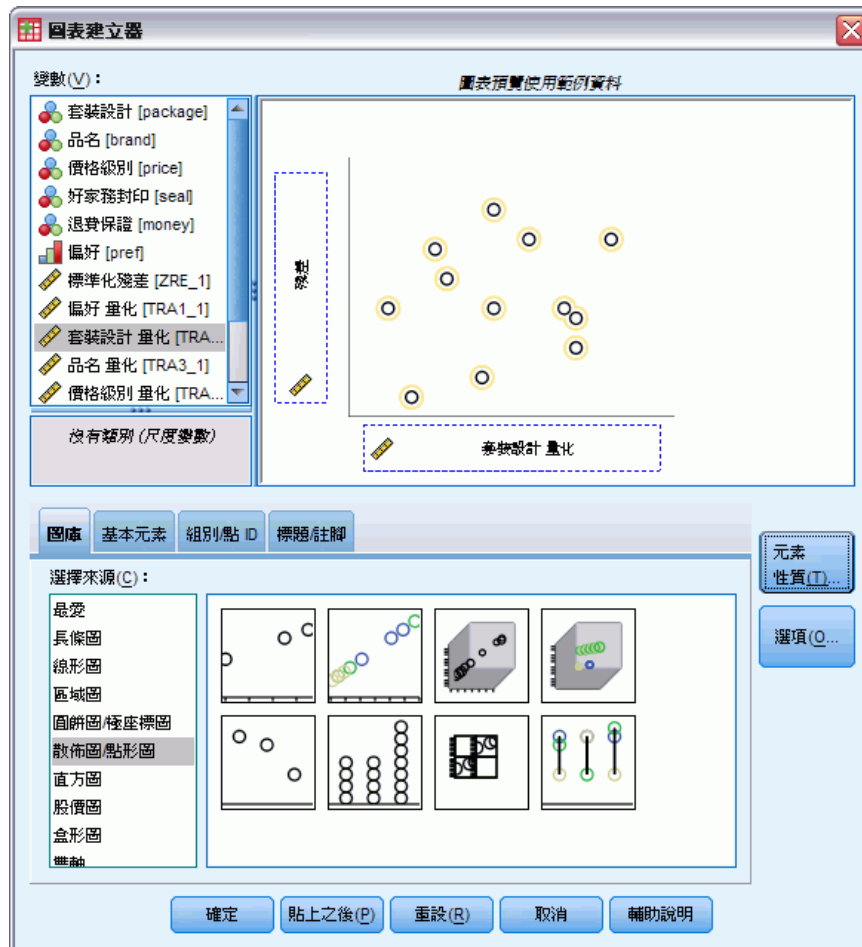 圖表建立器
變數(V)：
圖表預覽使用範例資料
套裝設計 [package]
品名 [brand]
價格級別 [price]
好家務封印 [seal]
退費保證 [money]
偏好 [pref]
標準化殘差 [ZRE_1]
偏好 量化 [TRA1_1]
套裝設計 量化 [TRA...
品名 量化 [TRA3_1]
價格級別 量化 [TRA...
沒有類別 (尺度變數)
殘差
套裝設計 量化
圖庫
基本元素
組別/點 ID
標題/註腳
選擇來源(C)：
最愛
長條圖
線形圖
區域圖
圓餅圖/極座標圖
散佈圖/點形圖
直方圖
股價圖
盒形圖
雙軸
元素
性質(T)...
選項(O...
確定
貼上之後(P)
重設(R)
取消
輔助說明